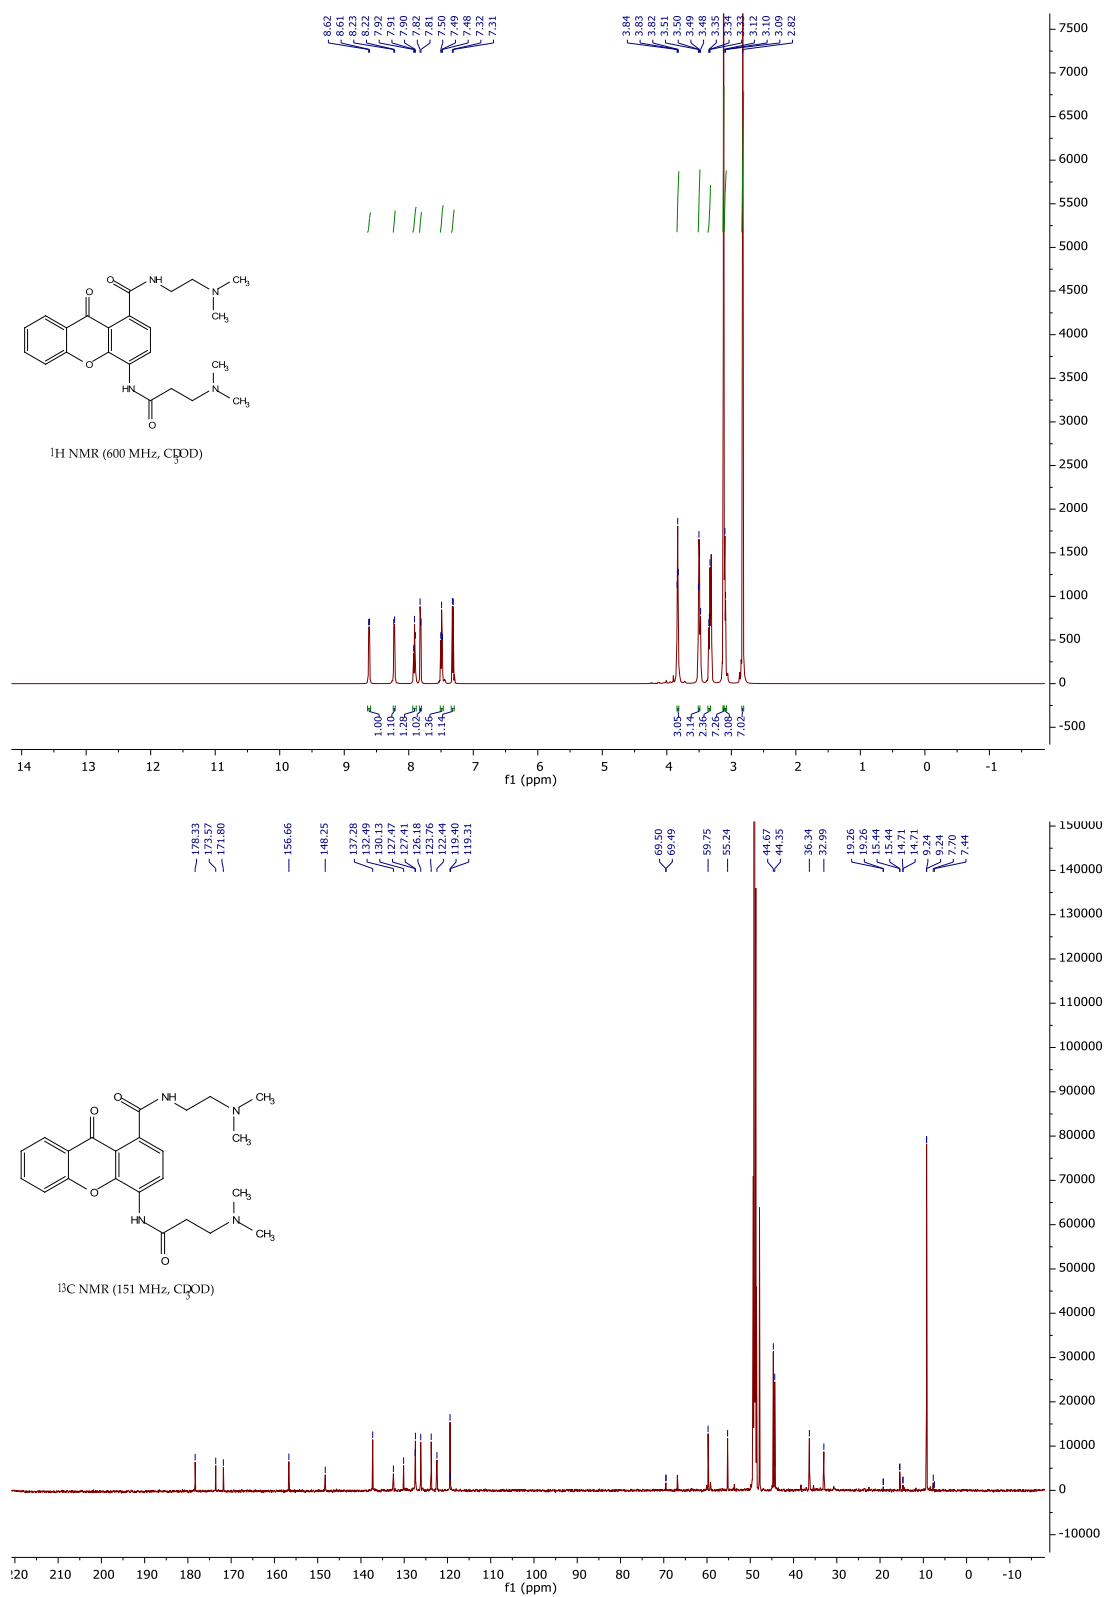 8.62 8.61 8.23 8.22 7.92 7.91 7.90 7.82 7.81 7.50 7.49 7.48 7.32 7.31
3.84 3.83 3.82 3.51 3.50 3.49 3.48 3.35 3.34 3.33 3.12 3.10 3.09 2.82
7500
7000
6500
6000
5500
5000
4500
4000
3500
3000
2500
2000
1500
1000
500
0
-500
O NH N CH3 CH3
O
O
HN O N CH3 CH3
1H NMR (600 MHz, CD3OD)
1.00 1.10 1.28 1.02 1.36 1.14
3.05 3.14 2.36 7.26 3.08 7.02
14 13 12 11 10 9 8 7 6 5 4 3 2 1 0 -1
f1 (ppm)
178.33 173.57 171.80 156.66 148.25 137.28 132.49 130.13 127.47 127.41 126.18 123.76 122.44 119.40 119.31
69.50 69.49 59.75 55.24 44.67 44.35 36.34 32.99 19.26 19.26 15.44 15.44 14.71 14.71 9.24 9.24 7.70 7.44
150000
140000
130000
120000
110000
100000
90000
80000
70000
60000
50000
40000
30000
20000
10000
0
-10000
O NH N CH3 CH3
O
O
HN O N CH3 CH3
13C NMR (151 MHz, CD3OD)
:20 210 200 190 180 170 160 150 140 130 120 110 100 90 80 70 60 50 40 30 20 10 0 -10
f1 (ppm)